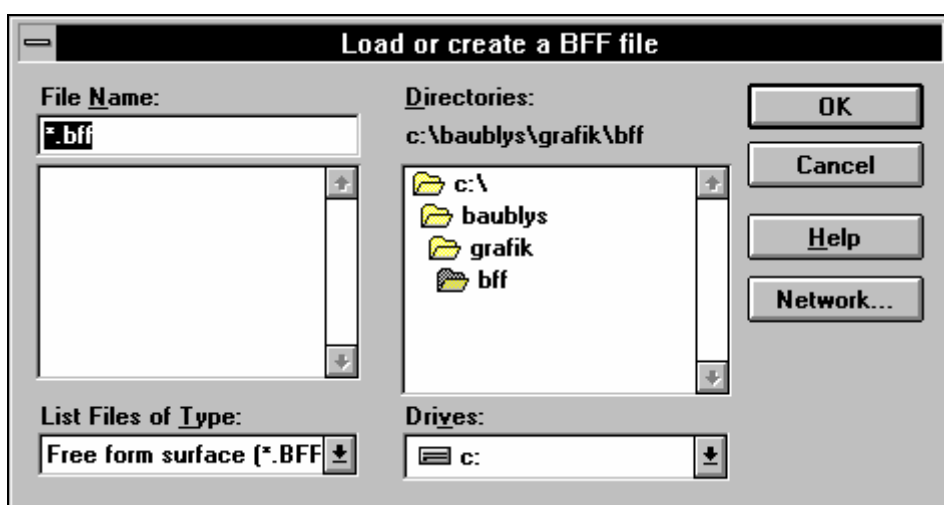 Load or create a BFF file
File Name:
*.bff
Directories:
c:\baublys\grafik\bff
c:\
baublys
grafik
bff
OK
Cancel
Help
Network...
List Files of Type:
Free form surface (*.BFF
Drives:
c: